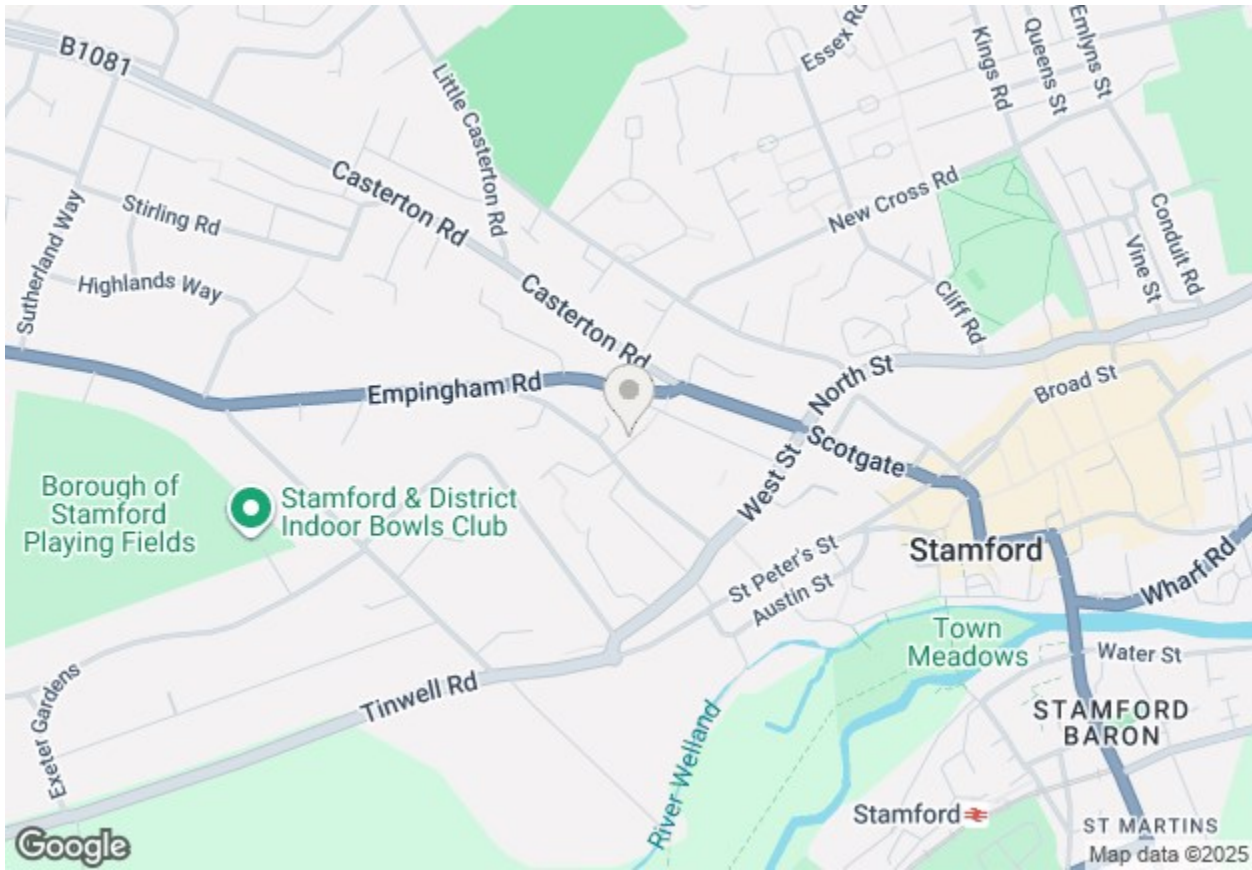 B1081
Little Casterton Rd
Essex Rd
Kings Rd
Queens St
Emlyns St
Sutherland Way
Stirling Rd
Casterton Rd
New Cross Rd
Conduit Rd
Vine St
Highlands Way
Casterton Rd
Cliff Rd
Empingham Rd
North St
Broad St
Scotgate
West St
Borough of
Stamford
Playing Fields
Stamford & District
Indoor Bowls Club
St Peter's St
Austin St
Stamford
Wharf Rd
Town
Meadows
Water St
Exeter Gardens
Tinwell Rd
River Welland
STAMFORD
BARON
Stamford
ST MARTINS
Google
Map data ©2025